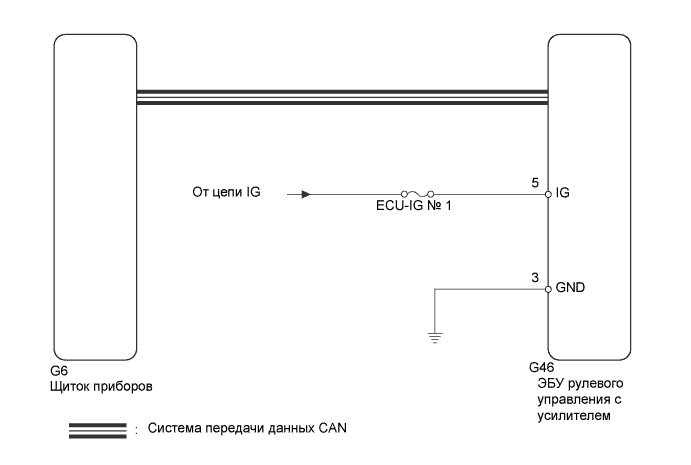 От цепи IG
ECU-IG № 1
5
IG
3
GND
G6
Щиток приборов
G46
ЭБУ рулевого
управления с
усилителем
: Система передачи данных CAN